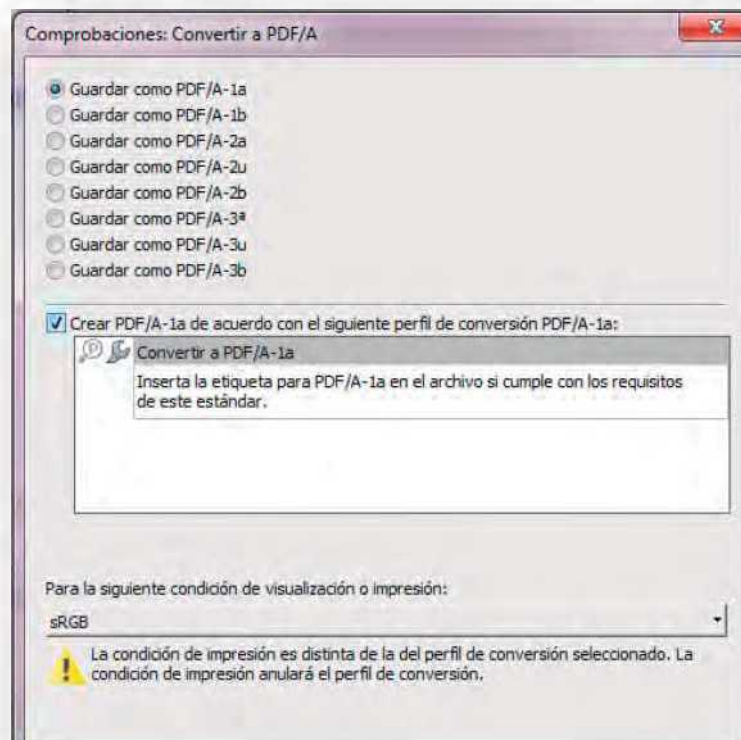 Comprobaciones: Convertir a PDF/A
Guardar como PDF/A-1a
Guardar como PDF/A-1b
Guardar como PDF/A-2a
Guardar como PDF/A-2u
Guardar como PDF/A-2b
Guardar como PDF/A-3ª
Guardar como PDF/A-3u
Guardar como PDF/A-3b
Crear PDF/A-1a de acuerdo con el siguiente perfil de conversión PDF/A-1a:
Convertir a PDF/A-1a
Inserta la etiqueta para PDF/A-1a en el archivo si cumple con los requisitos
de este estándar.
Para la siguiente condición de visualización o impresión:
sRGB
La condición de impresión es distinta de la del perfil de conversión seleccionado. La
condición de impresión anulará el perfil de conversión.